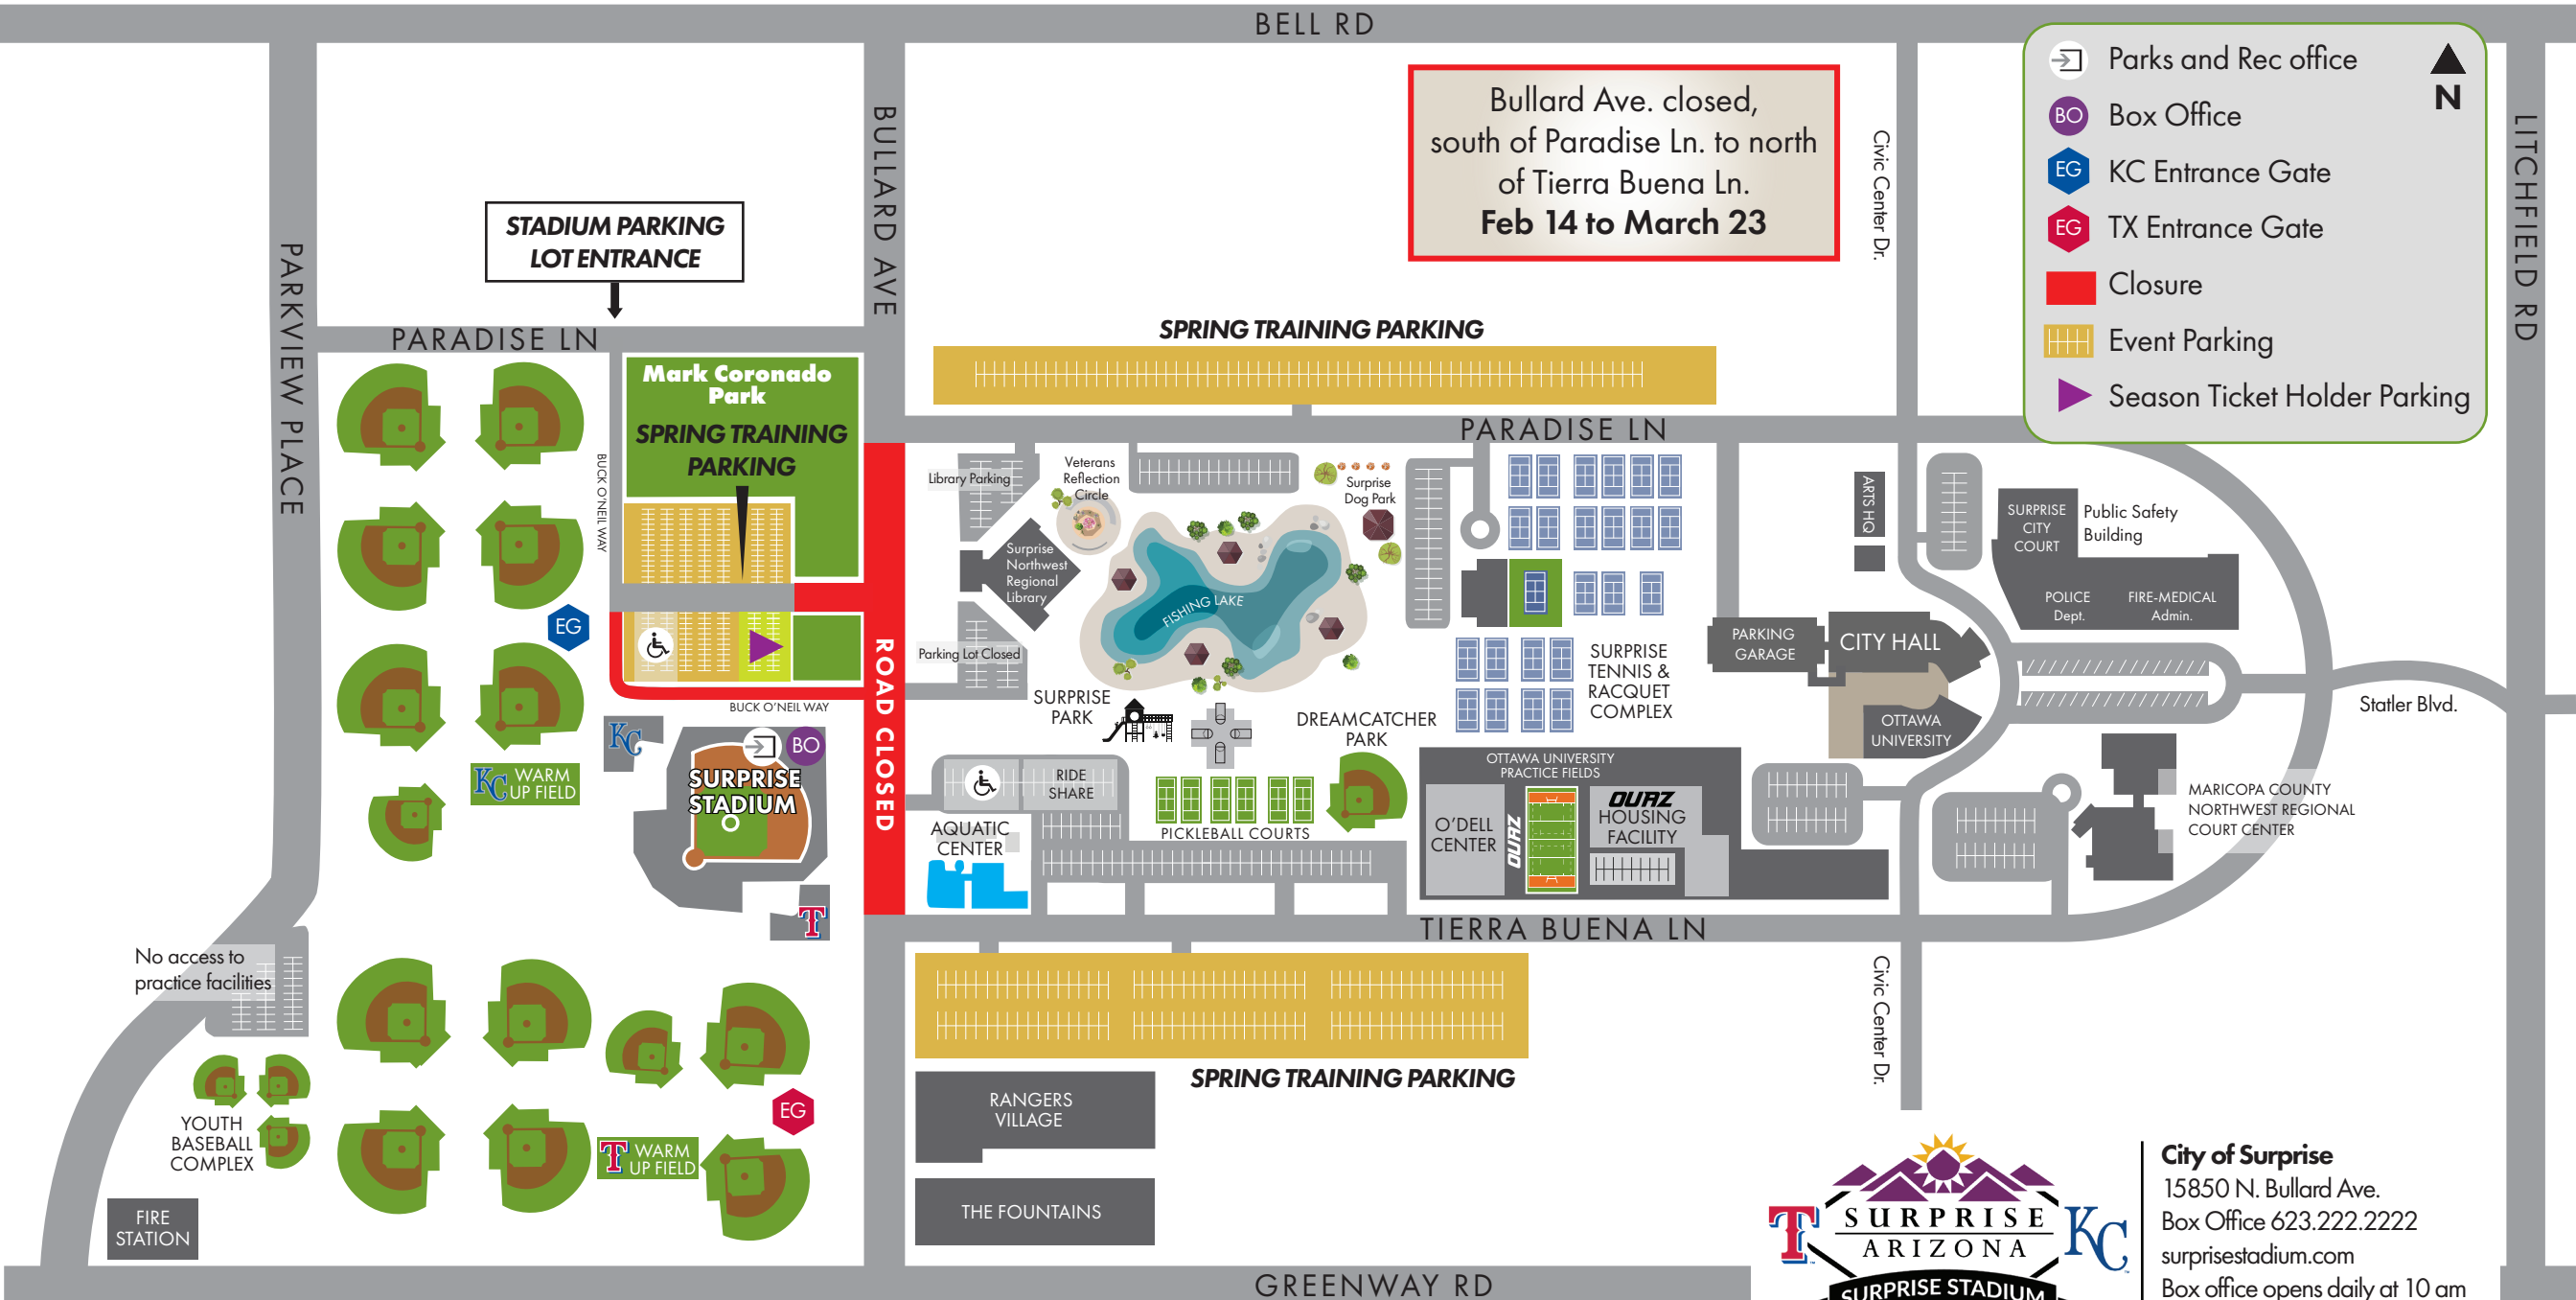 BELL RD
Parks and Rec office
N
BO
Box Office
EG
KC Entrance Gate
EG
TX Entrance Gate
Closure
Event Parking
Season Ticket Holder Parking
Bullard Ave. closed,
south of Paradise Ln. to north
of Tierra Buena Ln.
Feb 14 to March 23
Civic Center Dr.
LITCHFIELD RD
BULLARD AVE
PARKVIEW PLACE
STADIUM PARKING
LOT ENTRANCE
PARADISE LN
SPRING TRAINING PARKING
PARADISE LN
Mark Coronado
Park
SPRING TRAINING
PARKING
BUCK O'NEIL WAY
Library Parking
Veterans
Reflection
Circle
Surprise
Dog Park
Surprise
Northwest
Regional
Library
FISHING LAKE
Parking Lot Closed
ARTS HQ
SURPRISE
CITY
COURT
Public Safety
Building
POLICE
Dept.
FIRE-MEDICAL
Admin.
PARKING
GARAGE
CITY HALL
OTTAWA
UNIVERSITY
Statler Blvd.
SURPRISE
TENNIS &
RACQUET
COMPLEX
EG
BUCK O'NEIL WAY
ROAD CLOSED
KC
BO
SURPRISE
STADIUM
KC WARM
UP FIELD
T
SURPRISE
PARK
DREAMCATCHER
PARK
RIDE
SHARE
AQUATIC
CENTER
PICKLEBALL COURTS
OTTAWA UNIVERSITY
PRACTICE FIELDS
O'DELL
CENTER
OUAZ
OUAZ
HOUSING
FACILITY
MARICOPA COUNTY
NORTHWEST REGIONAL
COURT CENTER
TIERRA BUENA LN
No access to
practice facilities
Civic Center Dr.
SPRING TRAINING PARKING
YOUTH
BASEBALL
COMPLEX
EG
T WARM
UP FIELD
RANGERS
VILLAGE
THE FOUNTAINS
FIRE
STATION
GREENWAY RD
T
SURPRISE
ARIZONA
KC
SURPRISE STADIUM
City of Surprise
15850 N. Bullard Ave.
Box Office 623.222.2222
surprisestadium.com
Box office opens daily at 10 am